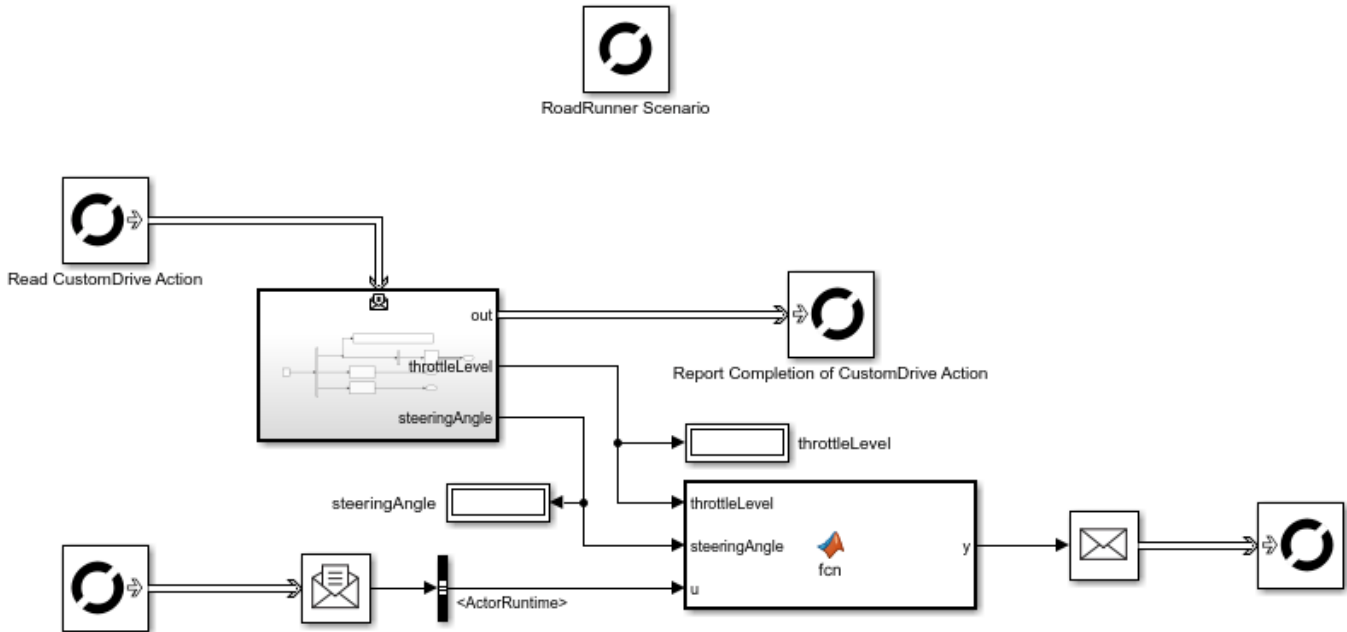 RoadRunner Scenario
Read CustomDrive Action
out
throttleLevel
steeringAngle
Report Completion of CustomDrive Action
throttleLevel
steeringAngle
throttleLevel
steeringAngle
fcn
y
u
<ActorRuntime>